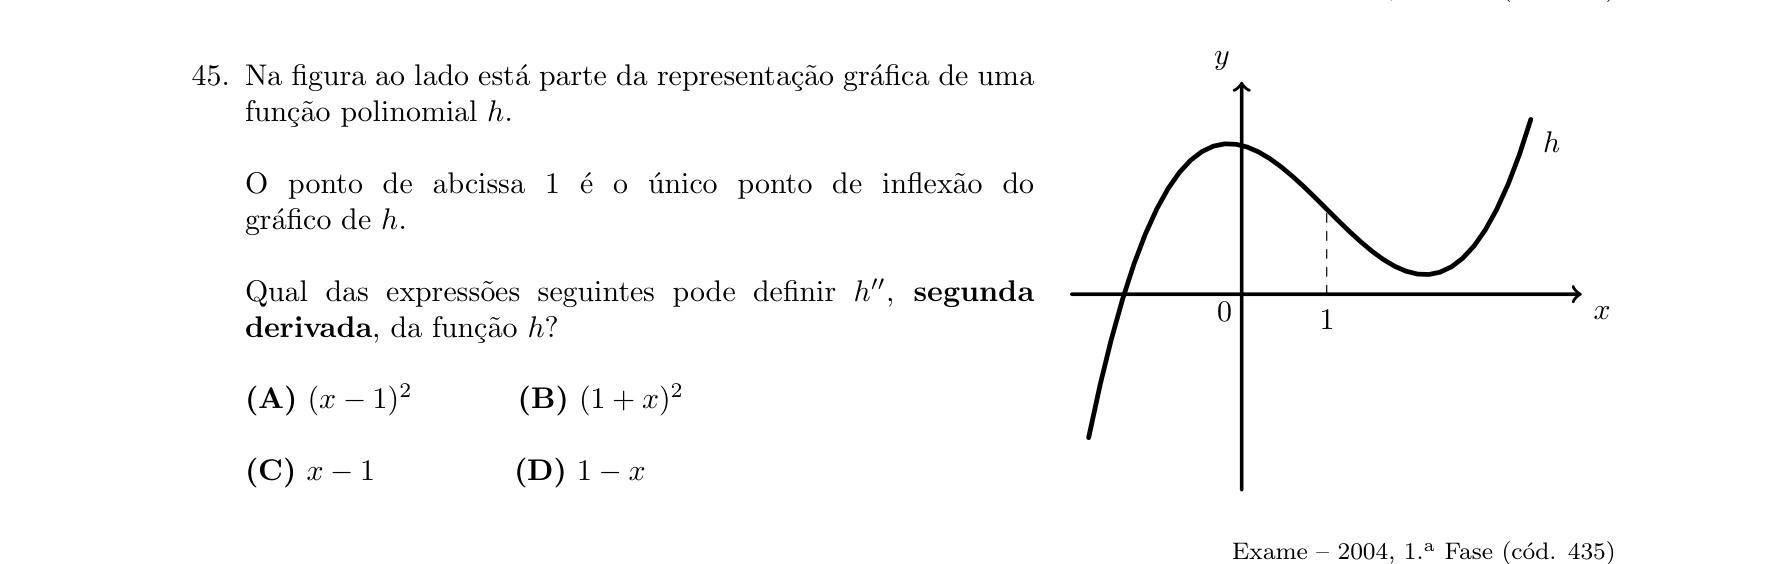 45. Na figura ao lado está parte da representação gráfica de uma
função polinomial h.
O ponto de abcissa 1 é o único ponto de inflexão do
gráfico de h.
Qual das expressões seguintes pode definir h′′, segunda
derivada, da função h?
(A) (x − 1)² (B) (1 + x)²
(C) x − 1 (D) 1 − x
y
h
0
1
x
Exame – 2004, 1.ª Fase (cód. 435)